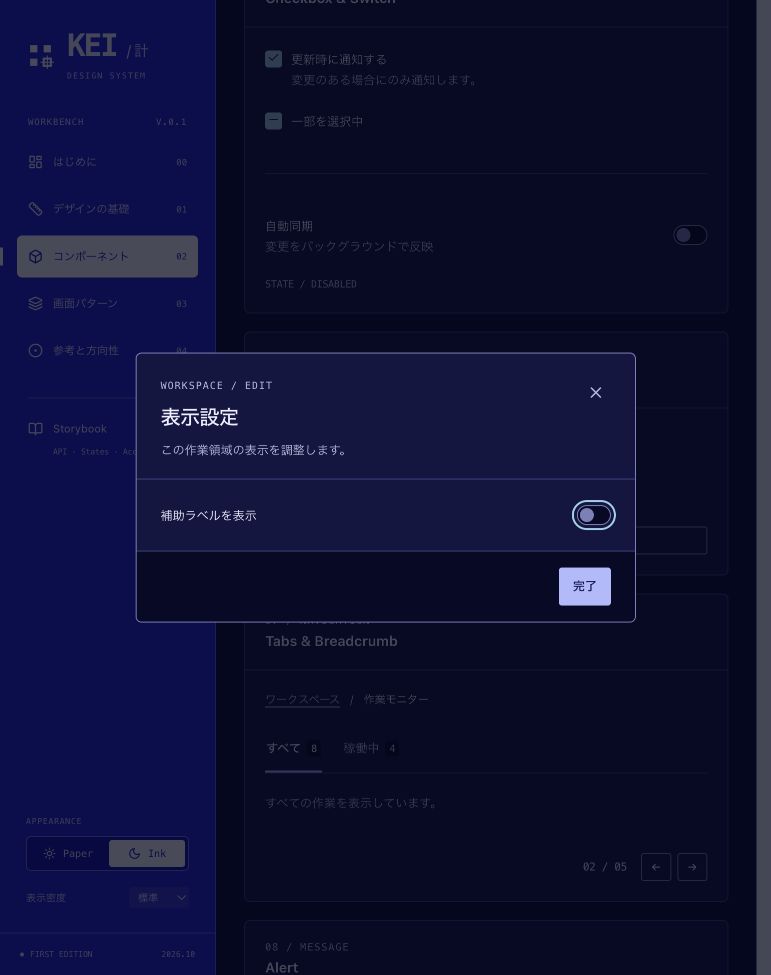 KEI / 計
DESIGN SYSTEM
WORKBENCH V.0.1
はじめに 00
デザインの基礎 01
コンポーネント 02
画面パターン 03
参考と方向性 04
Storybook
API · States · Acc
APPEARANCE
Paper Ink
表示密度 標準
FIRST EDITION 2026.10
Checkbox & Switch
更新時に通知する
変更のある場合にのみ通知します。
一部を選択中
自動同期
変更をバックグラウンドで反映
STATE / DISABLED
WORKSPACE / EDIT
表示設定
この作業領域の表示を調整します。
補助ラベルを表示
完了
Tabs & Breadcrumb
ワークスペース / 作業モニター
すべて 8 稼働中 4
すべての作業を表示しています。
02 / 05 ← →
08 / MESSAGE
Alert